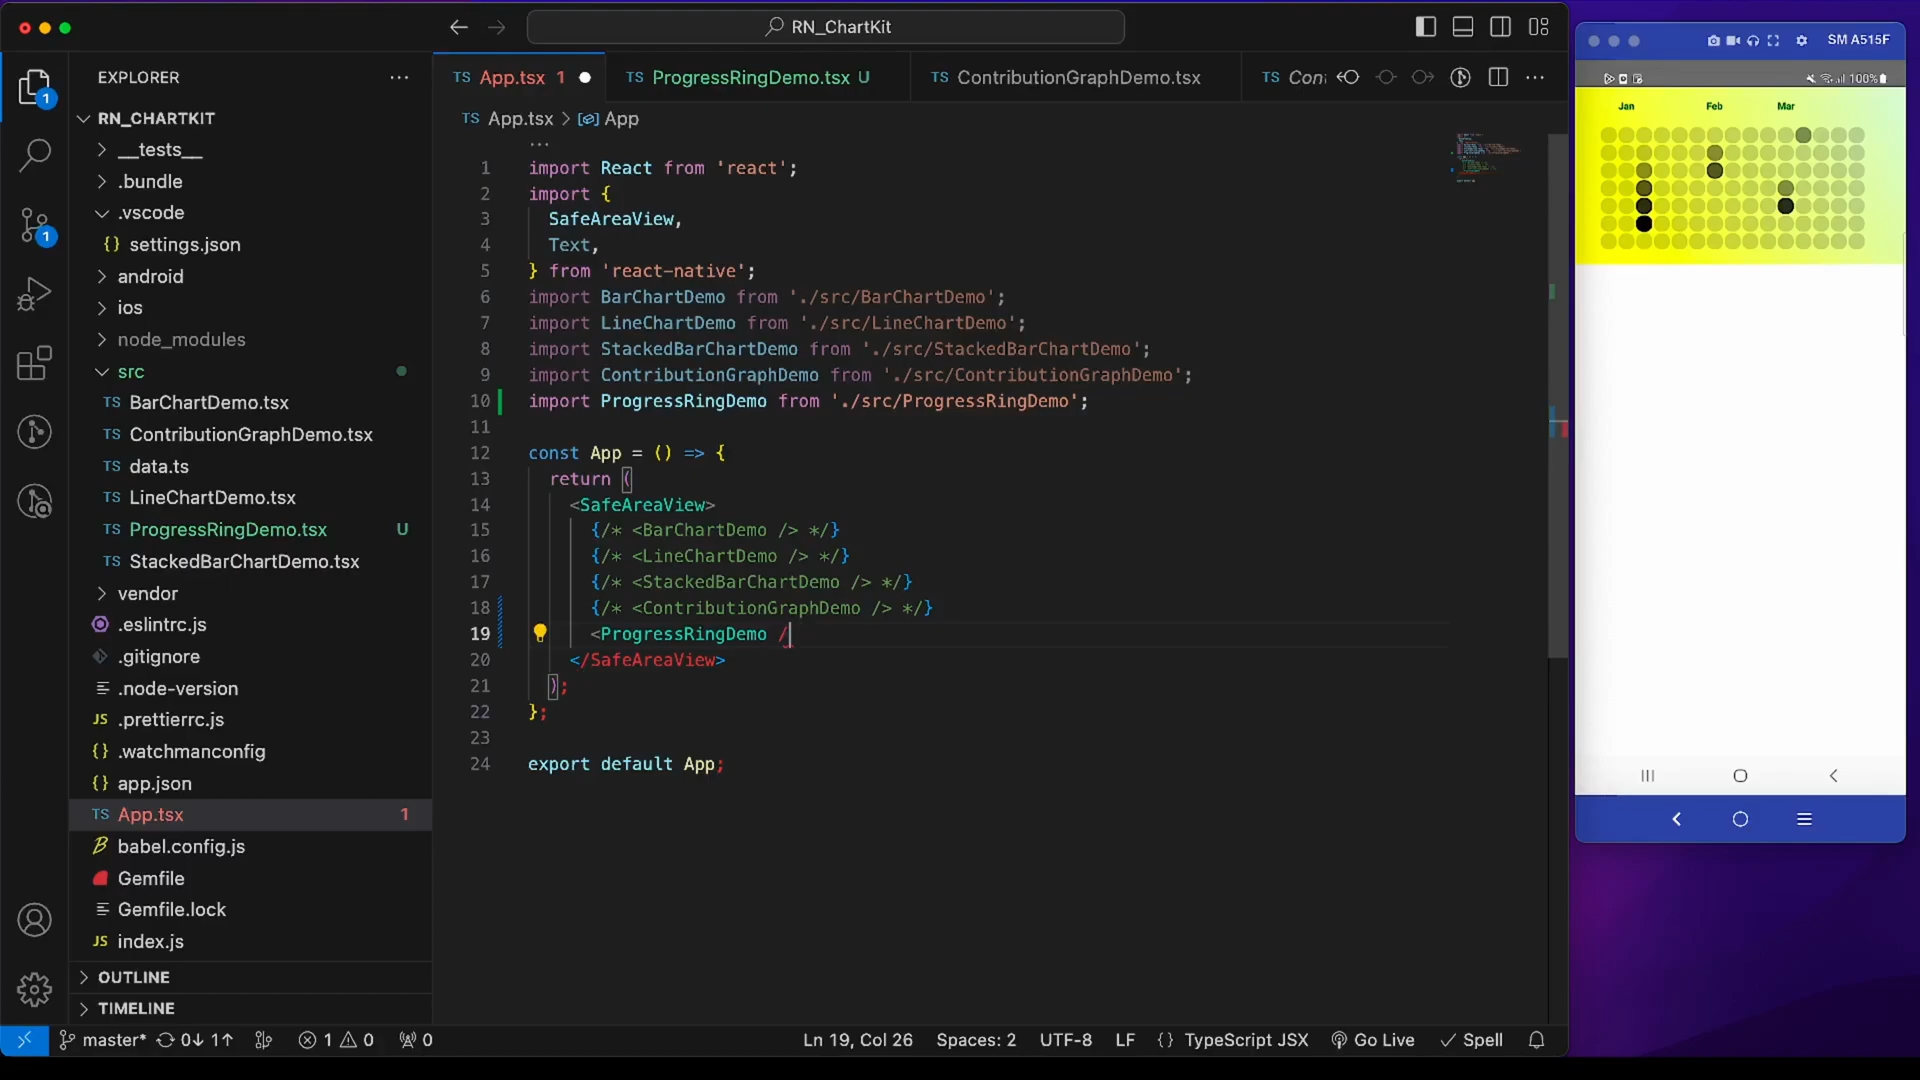 RN_ChartKit
SM A515F
EXPLORER
App.tsx 1
ProgressRingDemo.tsx U
ContributionGraphDemo.tsx
TS App.tsx > App
100%
RN_CHARTKIT
__tests__
.bundle
.vscode
{} settings.json
android
ios
node_modules
src
TS BarChartDemo.tsx
TS ContributionGraphDemo.tsx
TS data.ts
TS LineChartDemo.tsx
TS ProgressRingDemo.tsx U
TS StackedBarChartDemo.tsx
vendor
.eslintrc.js
.gitignore
.node-version
JS .prettierrc.js
{} .watchmanconfig
{} app.json
TS App.tsx 1
babel.config.js
Gemfile
Gemfile.lock
JS index.js
OUTLINE
TIMELINE
...
1 import React from 'react';
2 import {
3 SafeAreaView,
4 Text,
5 } from 'react-native';
6 import BarChartDemo from './src/BarChartDemo';
7 import LineChartDemo from './src/LineChartDemo';
8 import StackedBarChartDemo from './src/StackedBarChartDemo';
9 import ContributionGraphDemo from './src/ContributionGraphDemo';
10 import ProgressRingDemo from './src/ProgressRingDemo';
11
12 const App = () => {
13 return (
14 <SafeAreaView>
15 {/* <BarChartDemo /> */}
16 {/* <LineChartDemo /> */}
17 {/* <StackedBarChartDemo /> */}
18 {/* <ContributionGraphDemo /> */}
19 <ProgressRingDemo /
20 </SafeAreaView>
21 );
22 };
23
24 export default App;
Jan Feb Mar
master* 0↓ 1↑ 1 0 0
Ln 19, Col 26 Spaces: 2 UTF-8 LF {} TypeScript JSX Go Live Spell